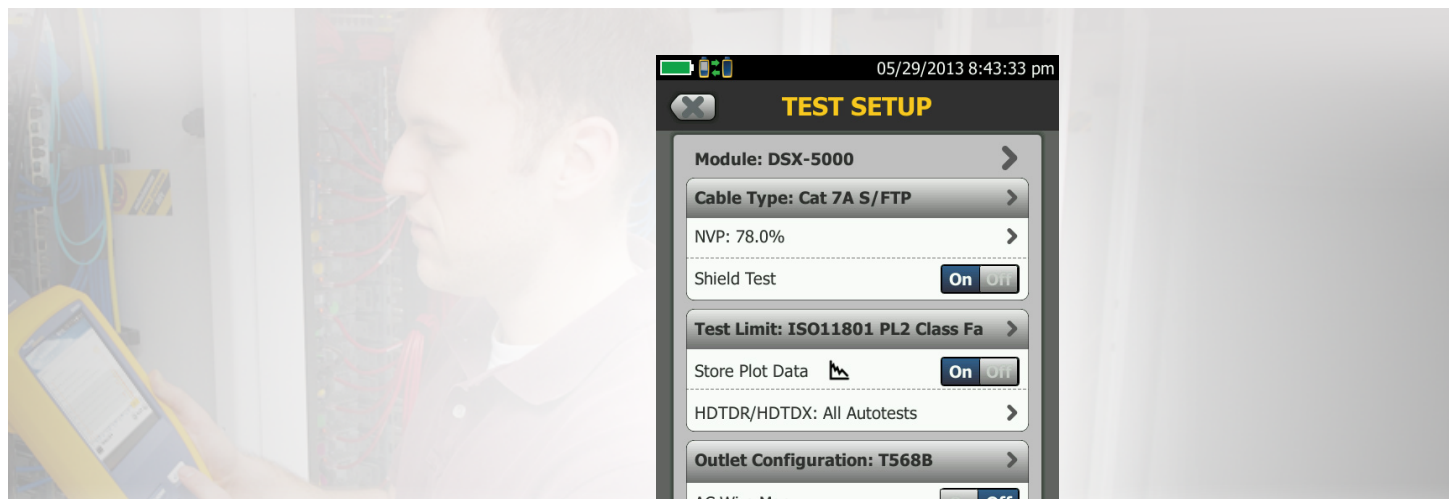 05/29/2013 8:43:33 pm
TEST SETUP
Module: DSX-5000
Cable Type: Cat 7A S/FTP
NVP: 78.0%
Shield Test On Off
Test Limit: ISO11801 PL2 Class Fa
Store Plot Data On Off
HDTDR/HDTDX: All Autotests
Outlet Configuration: T568B
Off